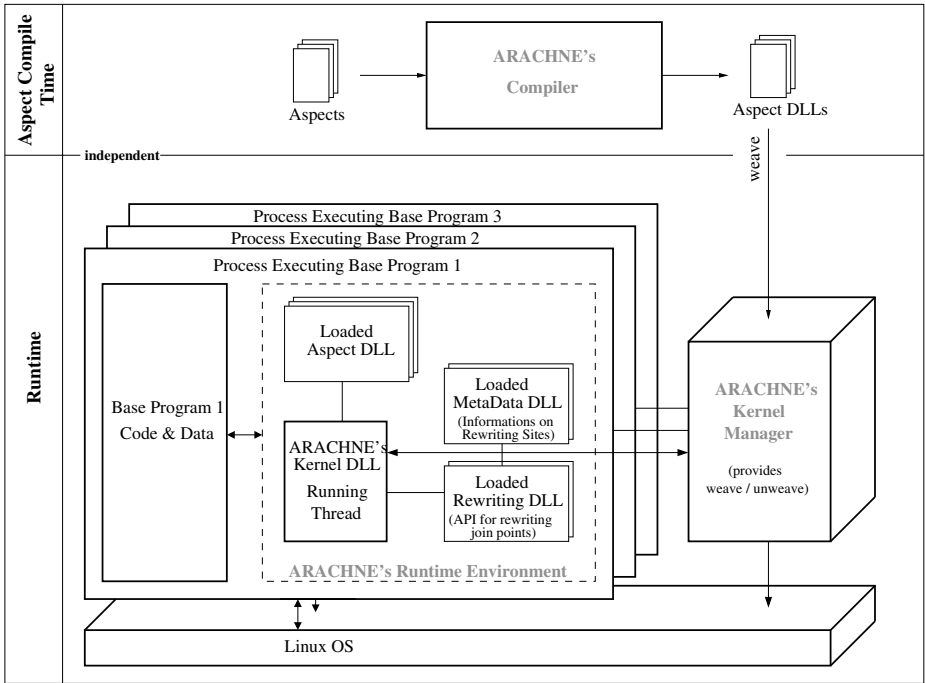 Aspect Compile
Time
ARACHNE's
Compiler
Aspects
Aspect DLLs
independent
weave
Runtime
Process Executing Base Program 3
Process Executing Base Program 2
Process Executing Base Program 1
Loaded
Aspect DLL
Base Program 1
Code & Data
Loaded
MetaData DLL
(Informations on
Rewriting Sites)
ARACHNE's
Kernel DLL
Running
Thread
Loaded
Rewriting DLL
(API for rewriting
join points)
ARACHNE's Runtime Environment
ARACHNE's
Kernel
Manager
(provides
weave / unweave)
Linux OS